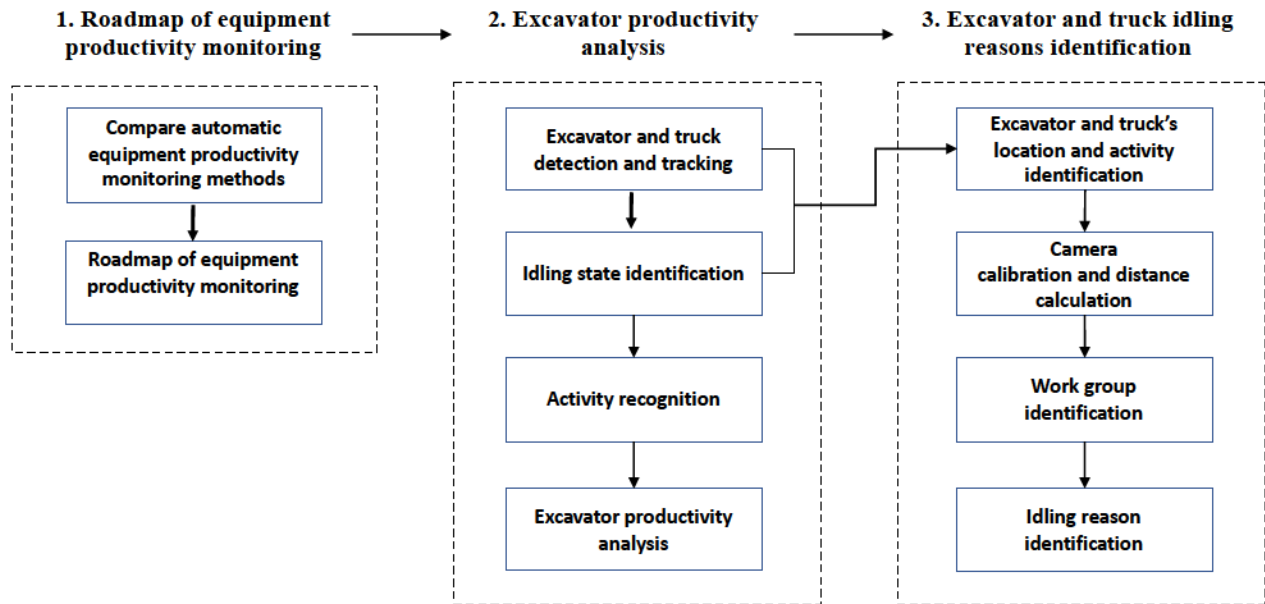 1. Roadmap of equipment
productivity monitoring
2. Excavator productivity
analysis
3. Excavator and truck idling
reasons identification
Compare automatic
equipment productivity
monitoring methods
Roadmap of equipment
productivity monitoring
Excavator and truck
detection and tracking
Idling state identification
Activity recognition
Excavator productivity
analysis
Excavator and truck’s
location and activity
identification
Camera
calibration and distance
calculation
Work group
identification
Idling reason
identification